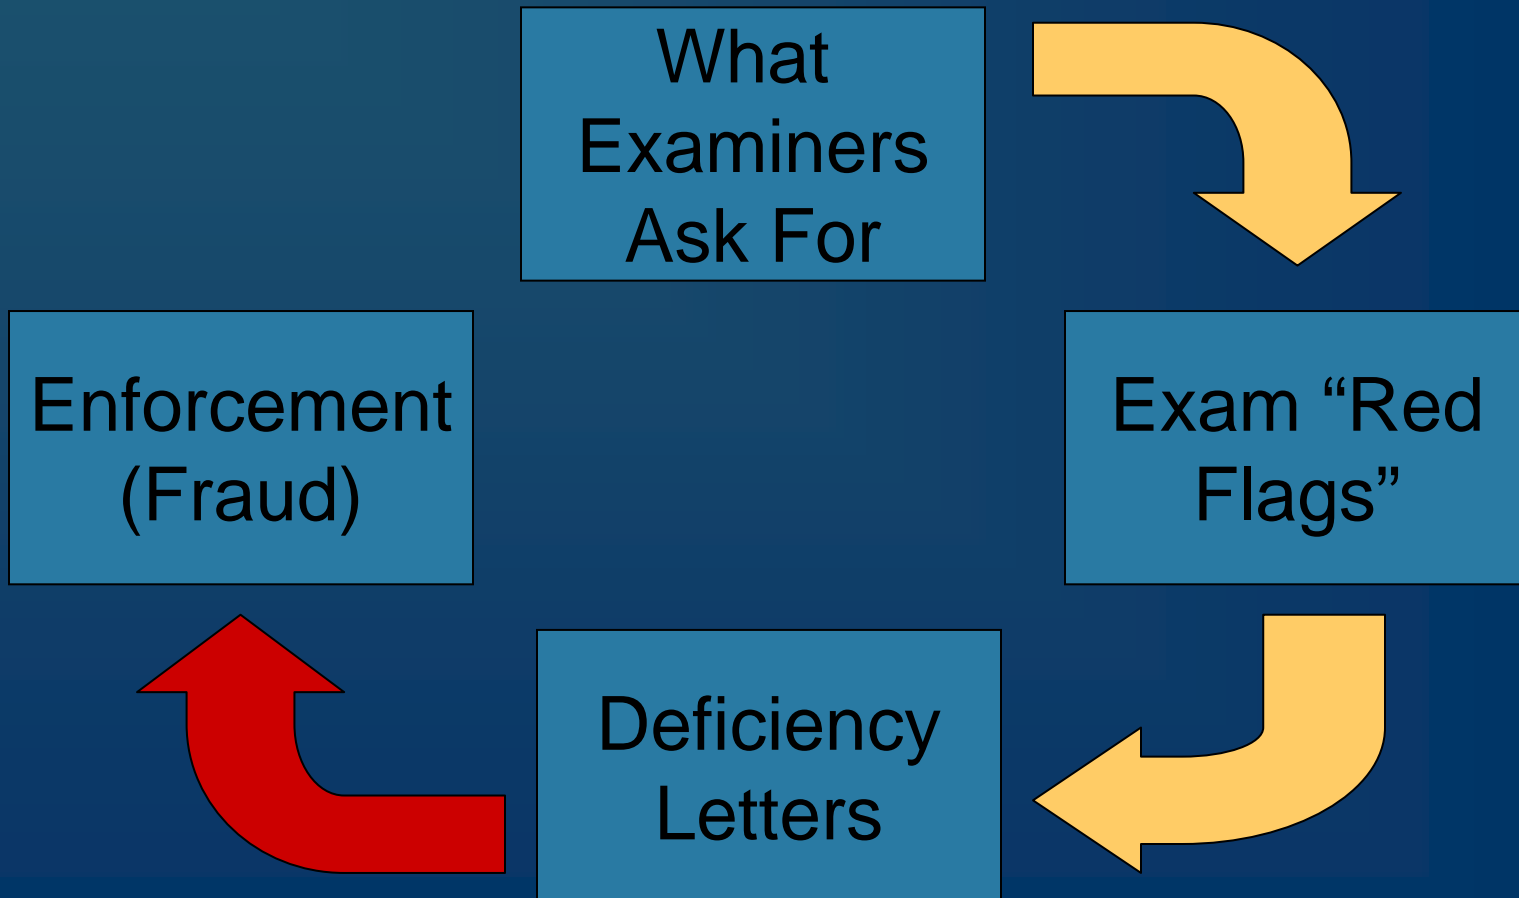 What
Examiners
Ask For
Exam “Red
Flags”
Deficiency
Letters
Enforcement
(Fraud)